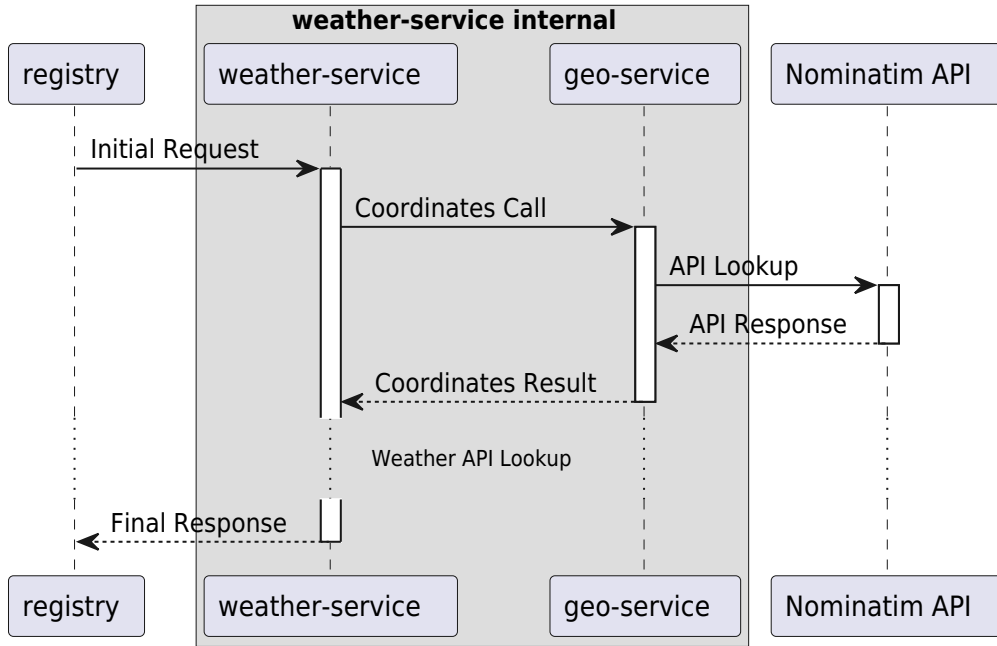 weather-service internal
registry
weather-service
geo-service
Nominatim API
Initial Request
Coordinates Call
API Lookup
API Response
Coordinates Result
Weather API Lookup
Final Response
registry
weather-service
geo-service
Nominatim API